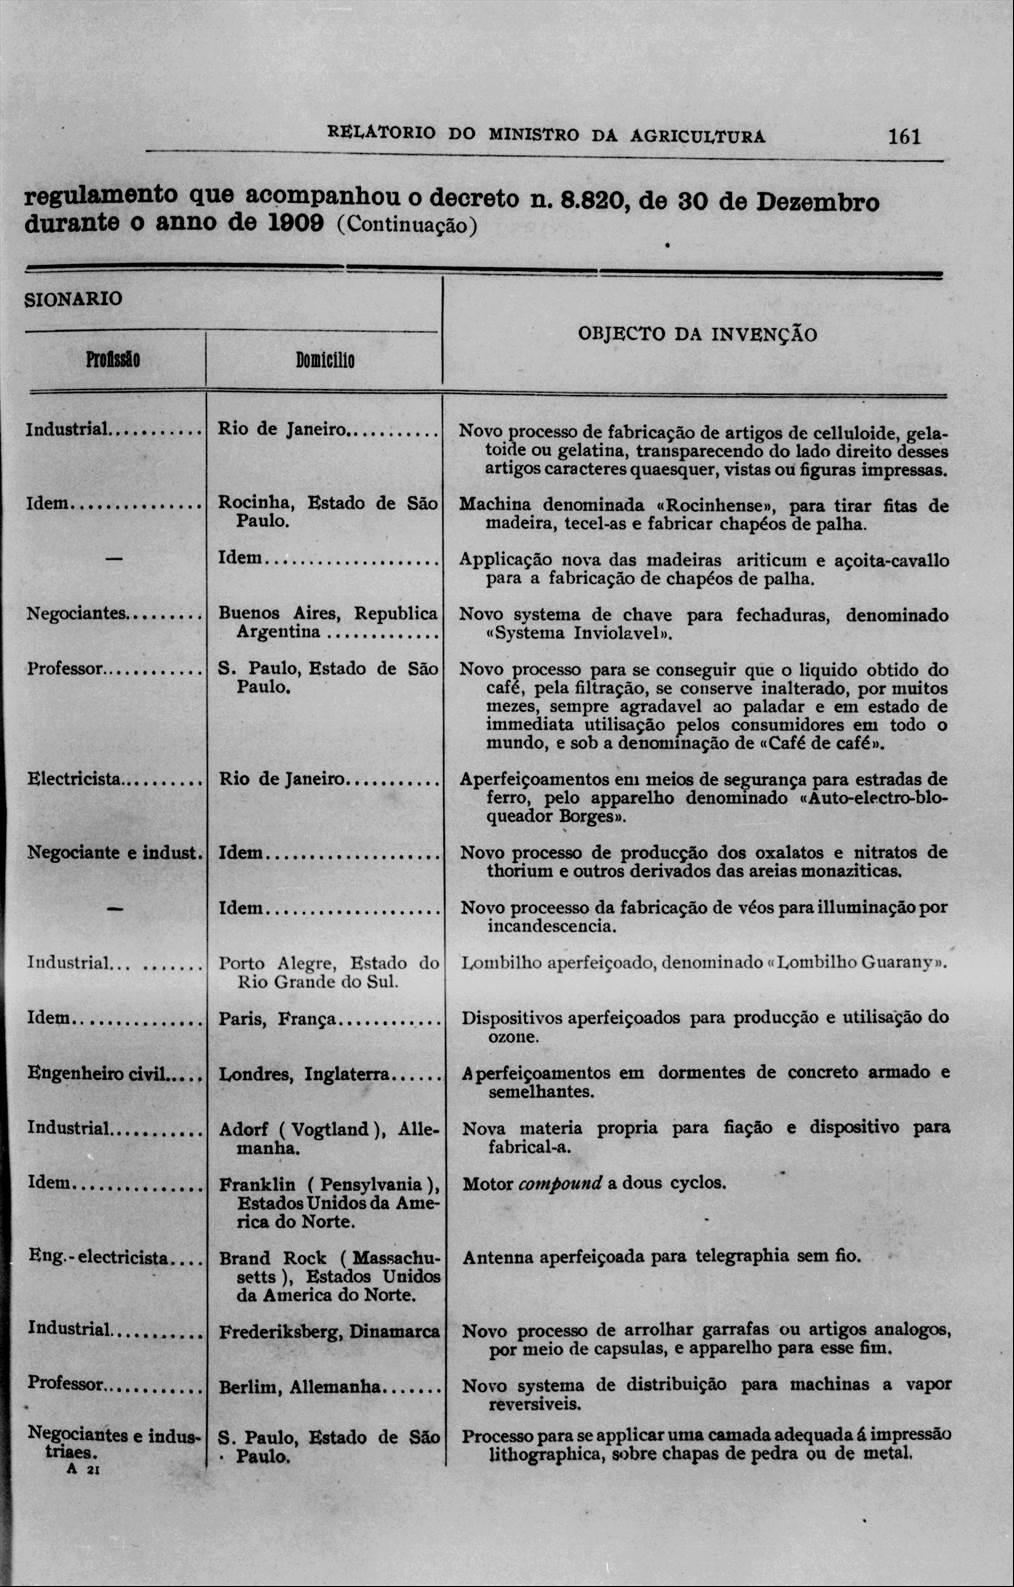 RELATORIO DO MINISTRO DA AGRICULTURA 161
regulamento que acompanhou o decreto n. 8.820, de 30 de Dezembro
durante o anno de 1909 (Continuação)
SIONARIO
OBJECTO DA INVENÇÃO
Profissão Domicilio
Industrial........... Rio de Janeiro........... Novo processo de fabricação de artigos de celluloide, gela-
toide ou gelatina, transparecendo do lado direito desses
artigos caracteres quaesquer, vistas ou figuras impressas.
Idem............... Rocinha, Estado de São Machina denominada «Rocinhense», para tirar fitas de
Paulo. madeira, tecel-as e fabricar chapéos de palha.
— Idem.................... Applicação nova das madeiras ariticum e açoita-cavallo
para a fabricação de chapéos de palha.
Negociantes......... Buenos Aires, Republica Novo systema de chave para fechaduras, denominado
Argentina ............. «Systema Inviolavel».
Professor............ S. Paulo, Estado de São Novo processo para se conseguir que o liquido obtido do
Paulo. café, pela filtração, se conserve inalterado, por muitos
mezes, sempre agradavel ao paladar e em estado de
immediata utilisação pelos consumidores em todo o
mundo, e sob a denominação de «Café de café».
Electricista.......... Rio de Janeiro........... Aperfeiçoamentos em meios de segurança para estradas de
ferro, pelo apparelho denominado «Auto-electro-blo-
queador Borges».
Negociante e indust. Idem.................... Novo processo de producção dos oxalatos e nitratos de
thorium e outros derivados das areias monaziticas.
— Idem.................... Novo proceesso da fabricação de véos para illuminação por
incandescencia.
Industrial... ....... Porto Alegre, Estado do Lombilho aperfeiçoado, denominado «Lombilho Guarany».
Rio Grande do Sul.
Idem............... Paris, França............ Dispositivos aperfeiçoados para producção e utilisação do
ozone.
Engenheiro civil..... Londres, Inglaterra...... Aperfeiçoamentos em dormentes de concreto armado e
semelhantes.
Industrial........... Adorf ( Vogtland ), Alle- Nova materia propria para fiação e dispositivo para
manha. fabrical-a.
Idem............... Franklin ( Pensylvania ), Motor compound a dous cyclos.
Estados Unidos da Ame-
rica do Norte.
Eng.-electricista.... Brand Rock ( Massachu- Antenna aperfeiçoada para telegraphia sem fio.
setts ), Estados Unidos
da America do Norte.
Industrial........... Frederiksberg, Dinamarca Novo processo de arrolhar garrafas ou artigos analogos,
por meio de capsulas, e apparelho para esse fim.
Professor............ Berlim, Allemanha....... Novo systema de distribuição para machinas a vapor
reversiveis.
Negociantes e indus- S. Paulo, Estado de São Processo para se applicar uma camada adequada á impressão
triaes. Paulo. lithographica, sobre chapas de pedra ou de metal.
A 21